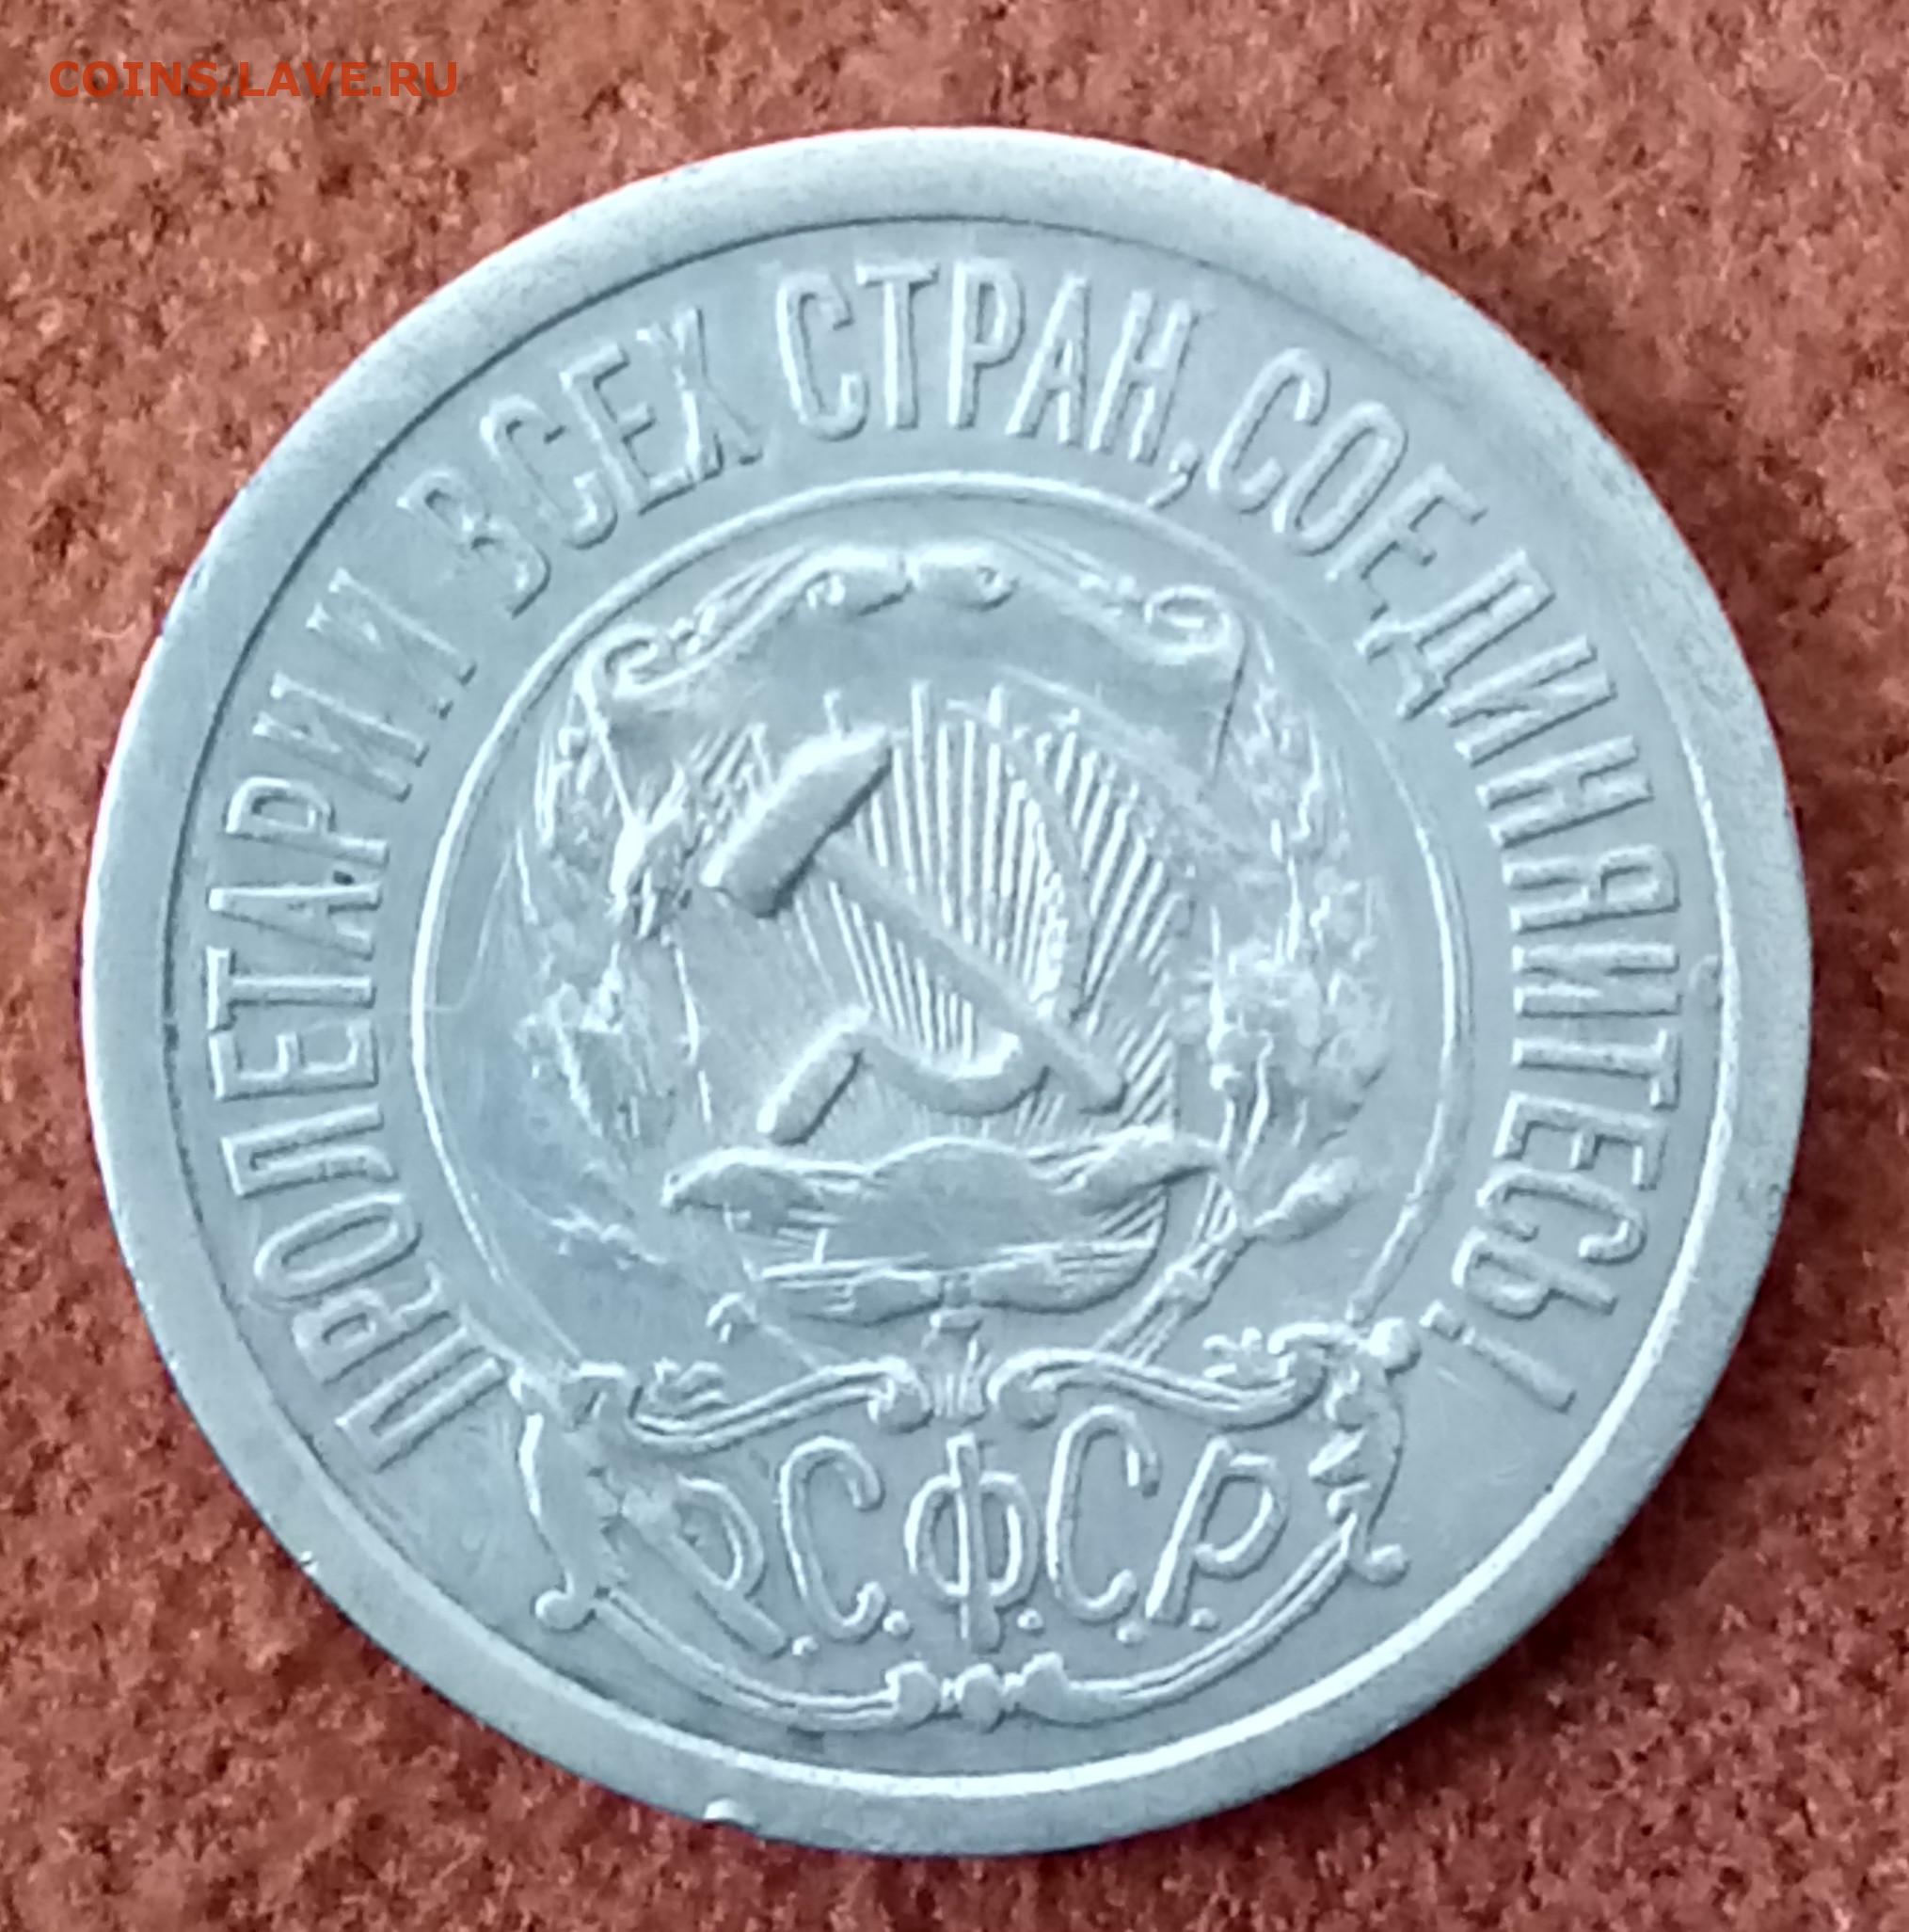 COINS.LAVE.RU
ПРОЛЕТАРИИ ВСЕХ СТРАН, СОЕДИНЯЙТЕСЬ!
Р.С.Ф.С.Р.